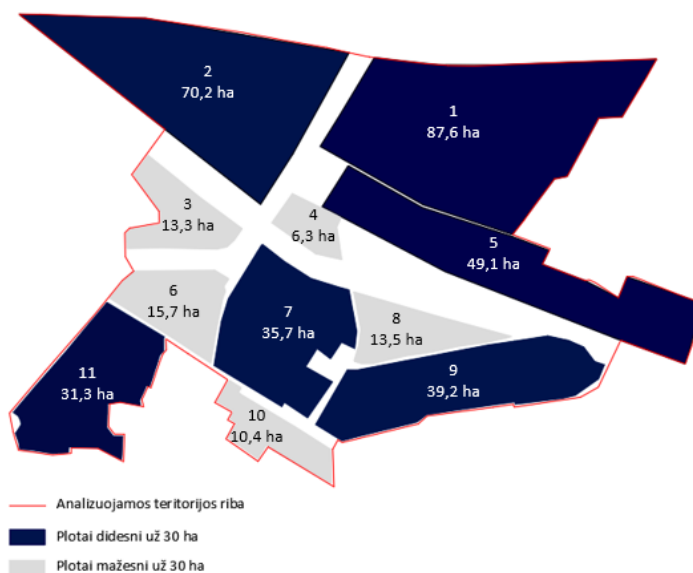 2
70,2 ha
1
87,6 ha
3
13,3 ha
4
6,3 ha
5
49,1 ha
6
15,7 ha
7
35,7 ha
8
13,5 ha
9
39,2 ha
11
31,3 ha
10
10,4 ha
Analizuojamos teritorijos riba
Plotai didesni už 30 ha
Plotai mažesni už 30 ha